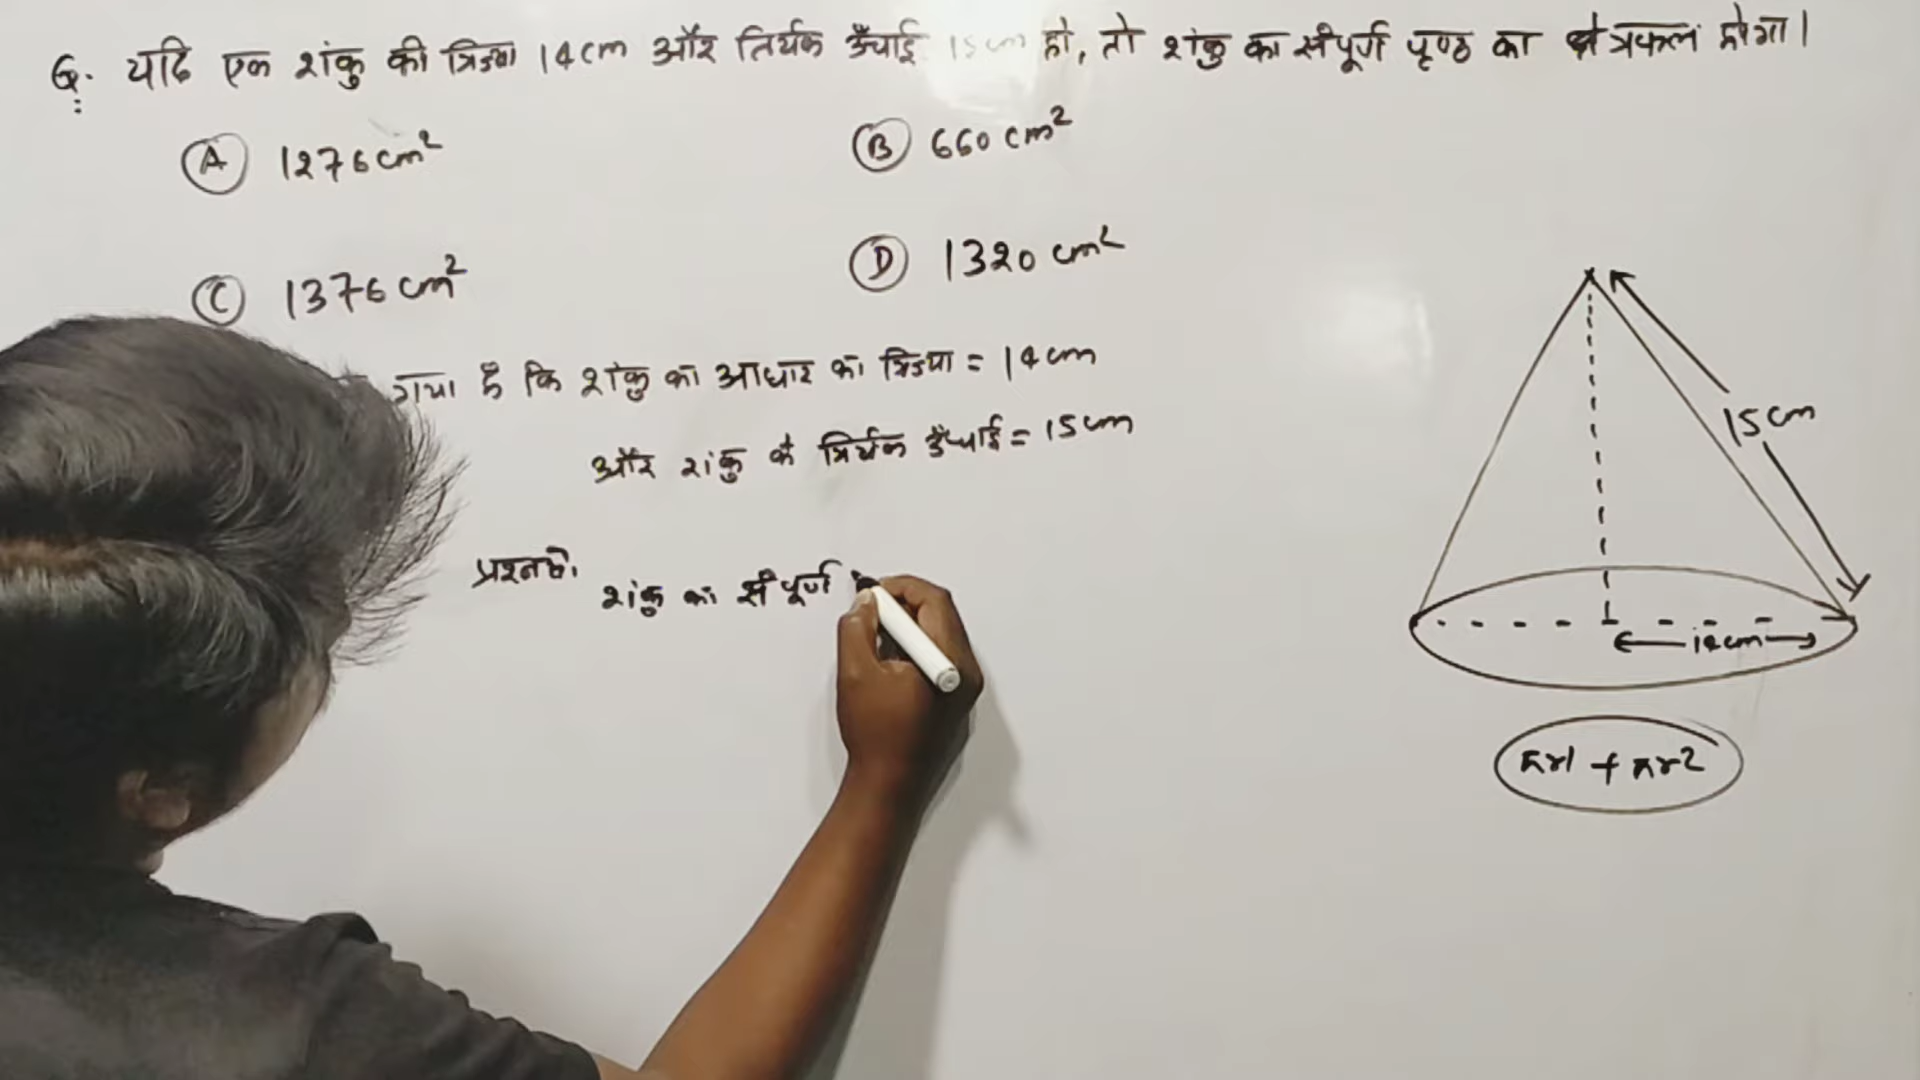 Q. यदि एक शंकु की त्रिज्या 14cm और तिर्यक ऊँचाई 15cm हो, तो शंकु का संपूर्ण पृष्ठ का क्षेत्रफल होगा।
A 1276 cm²
B 660 cm²
C 1376 cm²
D 1320 cm²
गया है कि शंकु का आधार का त्रिज्या = 14cm
और शंकु के त्रिर्यक ऊँचाई = 15cm
प्रश्न से,
शंकु का संपूर्ण
15cm
14cm
πrl + πr²